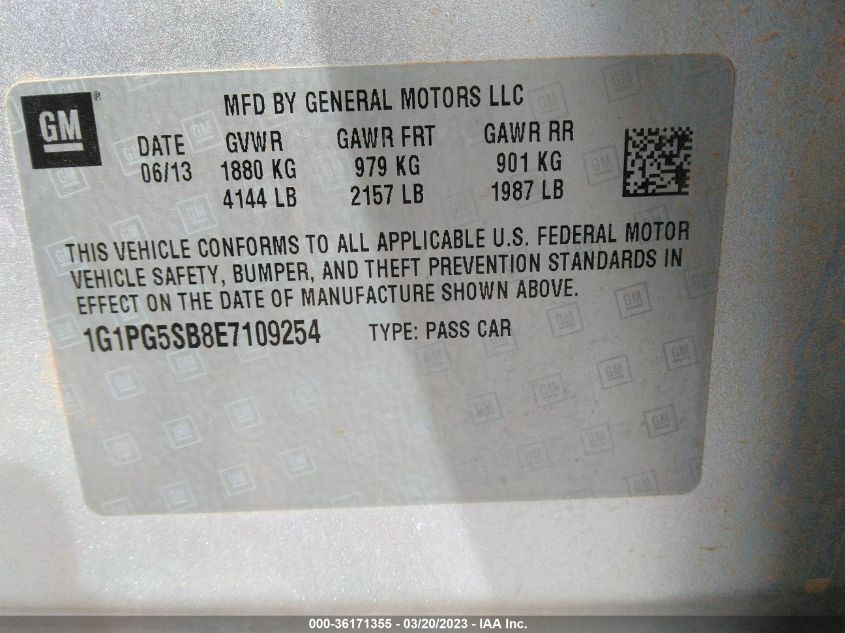 GM®
MFD BY GENERAL MOTORS LLC
DATE GVWR GAWR FRT GAWR RR
06/13 1880 KG 979 KG 901 KG
4144 LB 2157 LB 1987 LB
THIS VEHICLE CONFORMS TO ALL APPLICABLE U.S. FEDERAL MOTOR
VEHICLE SAFETY, BUMPER, AND THEFT PREVENTION STANDARDS IN
EFFECT ON THE DATE OF MANUFACTURE SHOWN ABOVE.
1G1PG5SB8E7109254 TYPE: PASS CAR
000-36171355 - 03/20/2023 - IAA Inc.